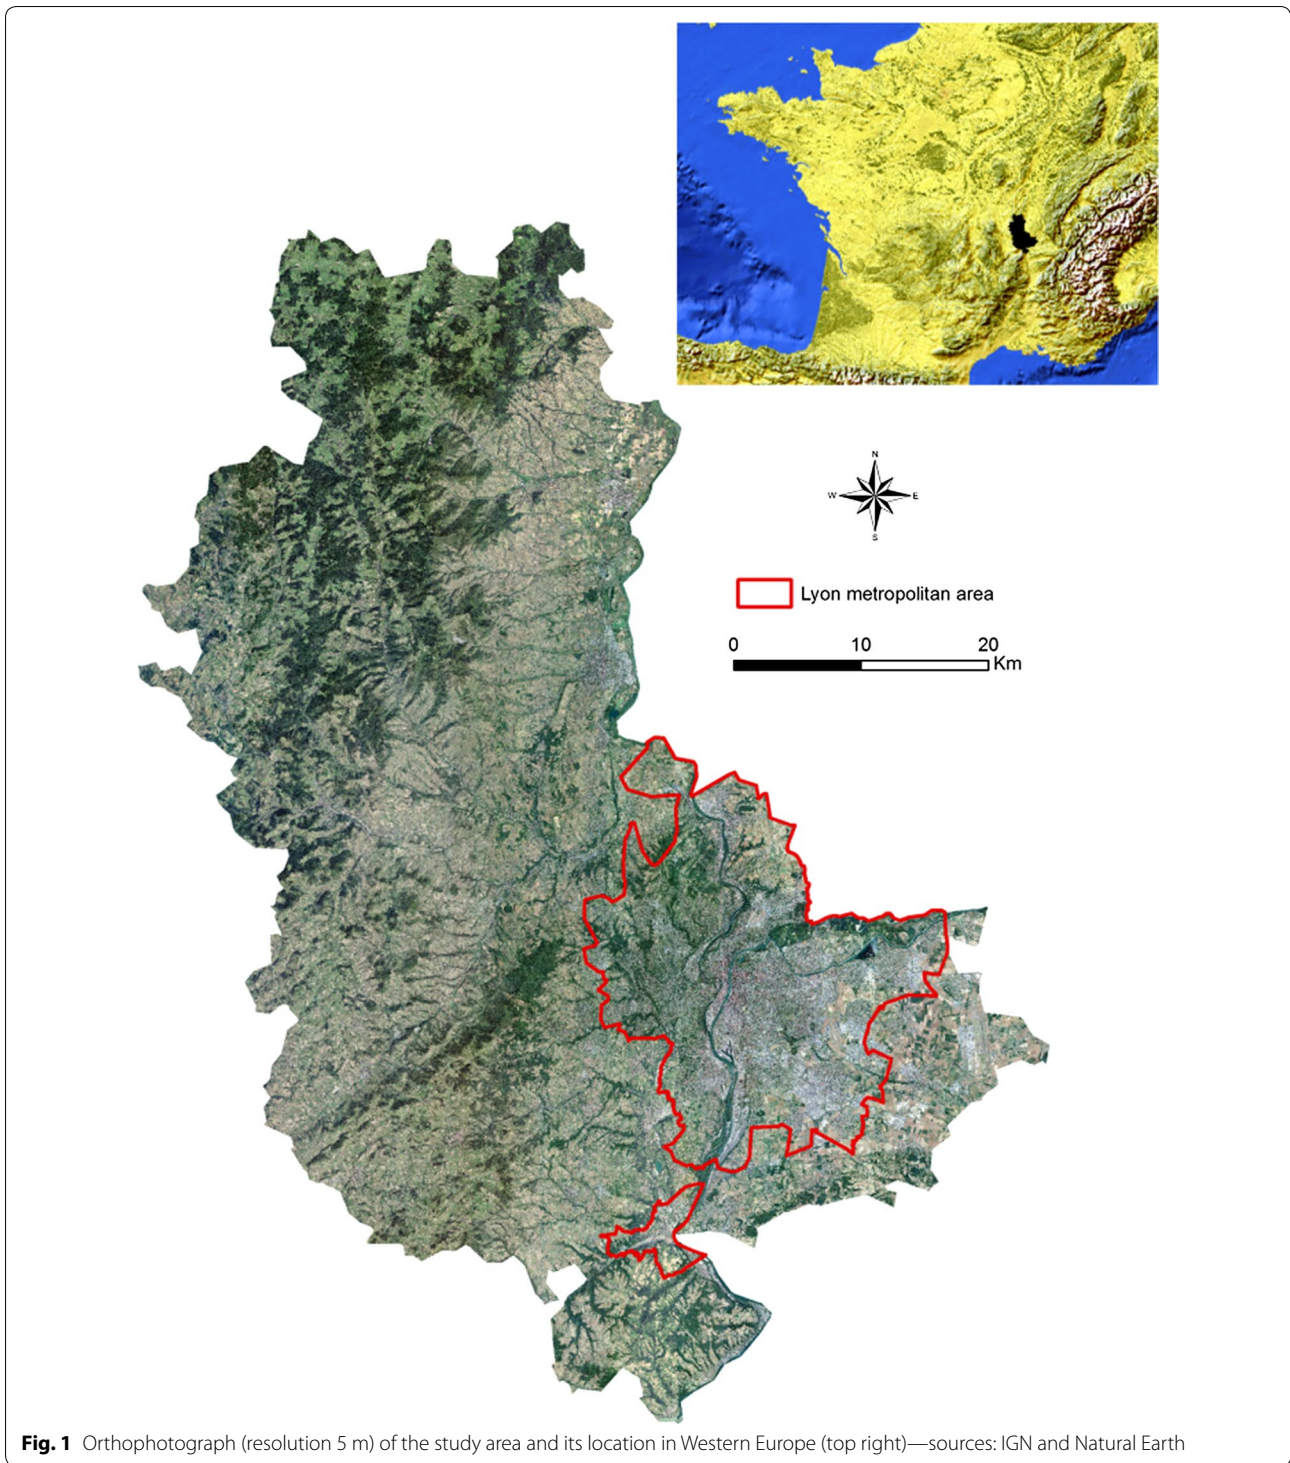 N
W E
S
Lyon metropolitan area
0 10 20
Km
Fig. 1 Orthophotograph (resolution 5 m) of the study area and its location in Western Europe (top right)—sources: IGN and Natural Earth